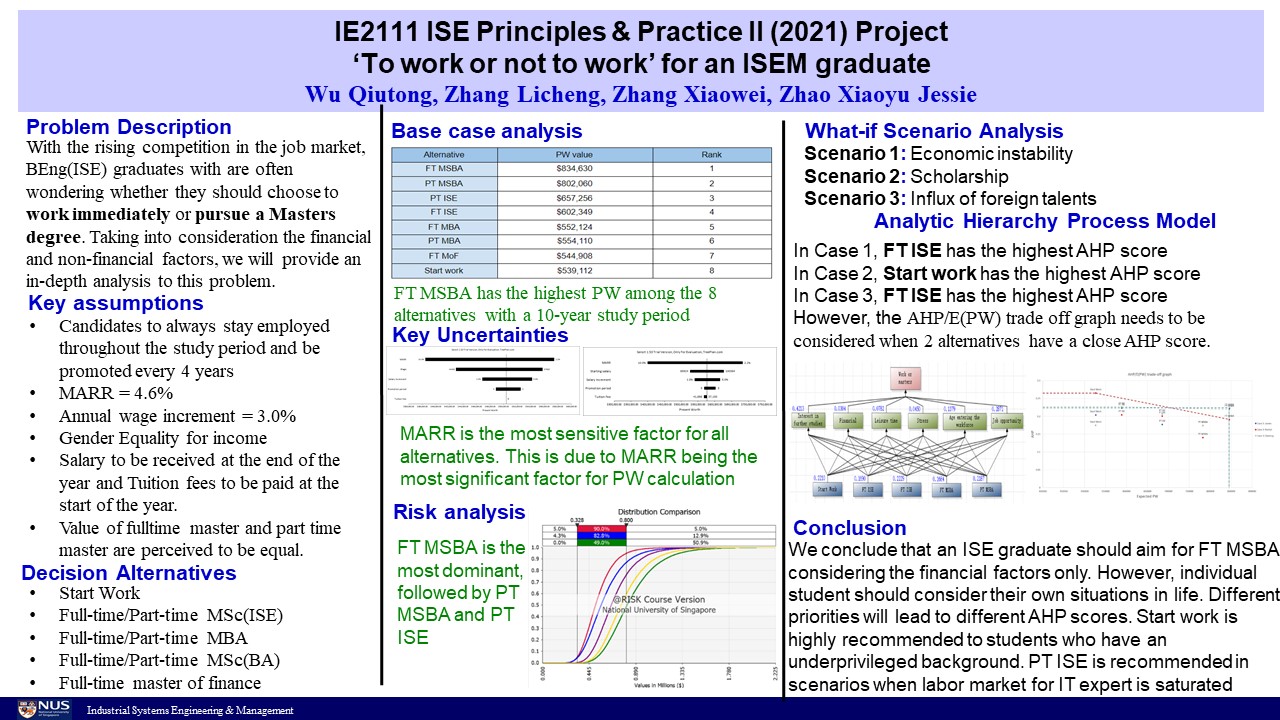 IE2111 ISE Principles & Practice II (2021) Project
‘To work or not to work’ for an ISEM graduate
Wu Qiutong, Zhang Licheng, Zhang Xiaowei, Zhao Xiaoyu Jessie
Problem Description
With the rising competition in the job market,
BEng(ISE) graduates with are often
wondering whether they should choose to
work immediately or pursue a Masters
degree. Taking into consideration the financial
and non-financial factors, we will provide an
in-depth analysis to this problem.
Key assumptions
• Candidates to always stay employed
throughout the study period and be
promoted every 4 years
• MARR = 4.6%
• Annual wage increment = 3.0%
• Gender Equality for income
• Salary to be received at the end of the
year and Tuition fees to be paid at the
start of the year.
• Value of fulltime master and part time
master are perceived to be equal.
Decision Alternatives
• Start Work
• Full-time/Part-time MSc(ISE)
• Full-time/Part-time MBA
• Full-time/Part-time MSc(BA)
• Full-time master of finance
Base case analysis
Alternative PW value Rank
FT MSBA $834,630 1
PT MSBA $802,060 2
PT ISE $657,256 3
FT ISE $602,349 4
FT MBA $552,124 5
PT MBA $554,110 6
FT MoF $544,908 7
Start work $539,112 8
FT MSBA has the highest PW among the 8
alternatives with a 10-year study period
Key Uncertainties
MARR is the most sensitive factor for all
alternatives. This is due to MARR being the
most significant factor for PW calculation
Risk analysis
FT MSBA is the
most dominant,
followed by PT
MSBA and PT
ISE
Distribution Comparison
0.328 0.800
5.0% 90.0% 5.0%
4.3% 82.8% 12.9%
0.0% 49.0% 50.9%
1.0
0.9
0.8
0.7
0.6
0.5
0.4
0.3
0.2
0.1
0.0
@RISK Course Version
National University of Singapore
0.000 0.445 0.890 1.335 1.780 2.225
Values in Millions ($)
What-if Scenario Analysis
Scenario 1: Economic instability
Scenario 2: Scholarship
Scenario 3: Influx of foreign talents
Analytic Hierarchy Process Model
In Case 1, FT ISE has the highest AHP score
In Case 2, Start work has the highest AHP score
In Case 3, FT ISE has the highest AHP score
However, the AHP/E(PW) trade off graph needs to be
considered when 2 alternatives have a close AHP score.
Work or
masters
Interest in
further studies
Financial
Leisure time
Stress
Age entering the
workforce
job opportunity
Start Work
AHP/E(PW) trade-off graph
Expected PW
Conclusion
We conclude that an ISE graduate should aim for FT MSBA
considering the financial factors only. However, individual
student should consider their own situations in life. Different
priorities will lead to different AHP scores. Start work is
highly recommended to students who have an
underprivileged background. PT ISE is recommended in
scenarios when labor market for IT expert is saturated
NUS
National University
of Singapore
Industrial Systems Engineering & Management